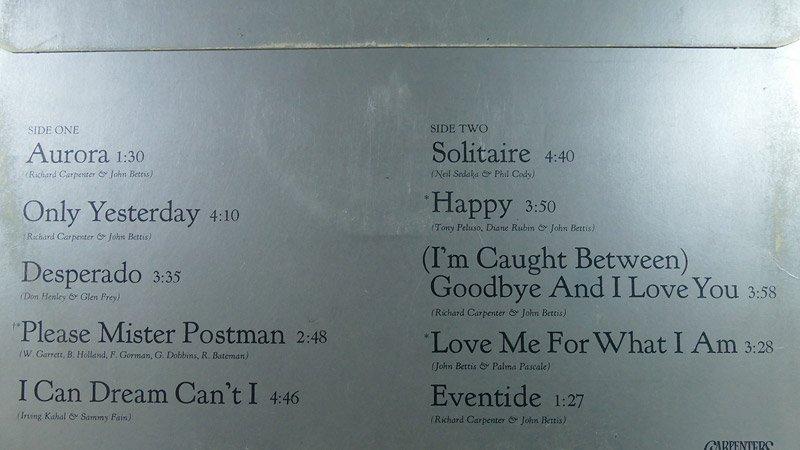 SIDE ONE
Aurora 1:30
(Richard Carpenter & John Bettis)
Only Yesterday 4:10
(Richard Carpenter & John Bettis)
Desperado 3:35
(Don Henley & Glen Frey)
†*Please Mister Postman 2:48
(W. Garrett, B. Holland, F. Gorman, G. Dobbins, R. Bateman)
I Can Dream Can't I 4:46
(Irving Kahal & Sammy Fain)
SIDE TWO
Solitaire 4:40
(Neil Sedaka & Phil Cody)
*Happy 3:50
(Tony Peluso, Diane Rubin & John Bettis)
(I'm Caught Between)
Goodbye And I Love You 3:58
(Richard Carpenter & John Bettis)
*Love Me For What I Am 3:28
(John Bettis & Palma Pascale)
Eventide 1:27
(Richard Carpenter & John Bettis)
CARPENTERS